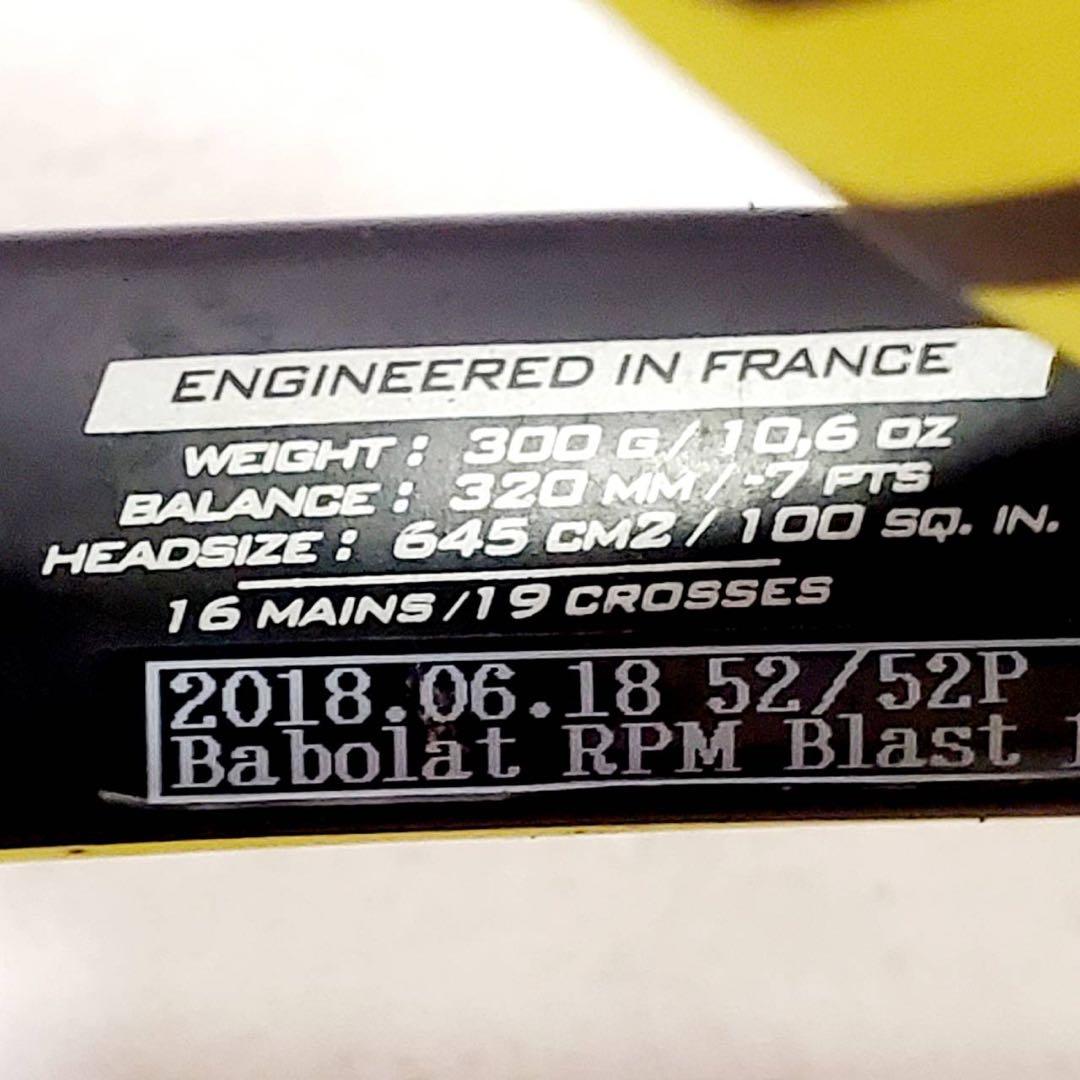 ENGINEERED IN FRANCE
WEIGHT : 300 G / 10,6 OZ
BALANCE : 320 MM / -7 PTS
HEADSIZE : 645 CM2 / 100 SQ. IN.
16 MAINS /19 CROSSES
2018.06.18 52/52P
Babolat RPM Blast